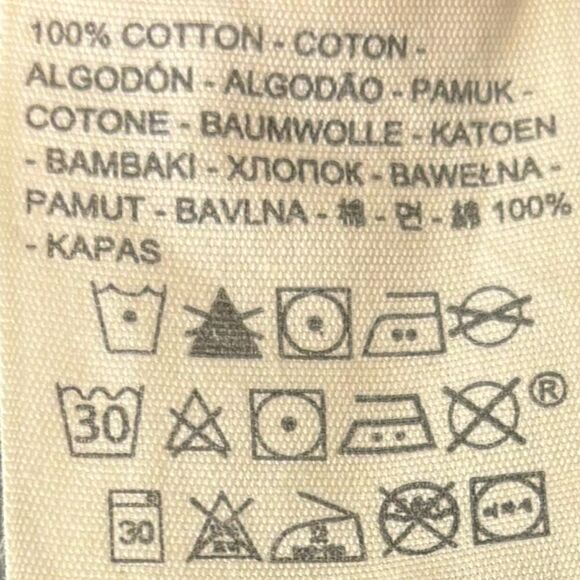 100% COTTON - COTON -
ALGODÓN - ALGODÃO - PAMUK -
COTONE - BAUMWOLLE - KATOEN
- BAMBAKI - ХЛОПОК - BAWEŁNA -
PAMUT - BAVLNA - 棉 - 면 - 綿 100%
- KAPAS
30
®
30